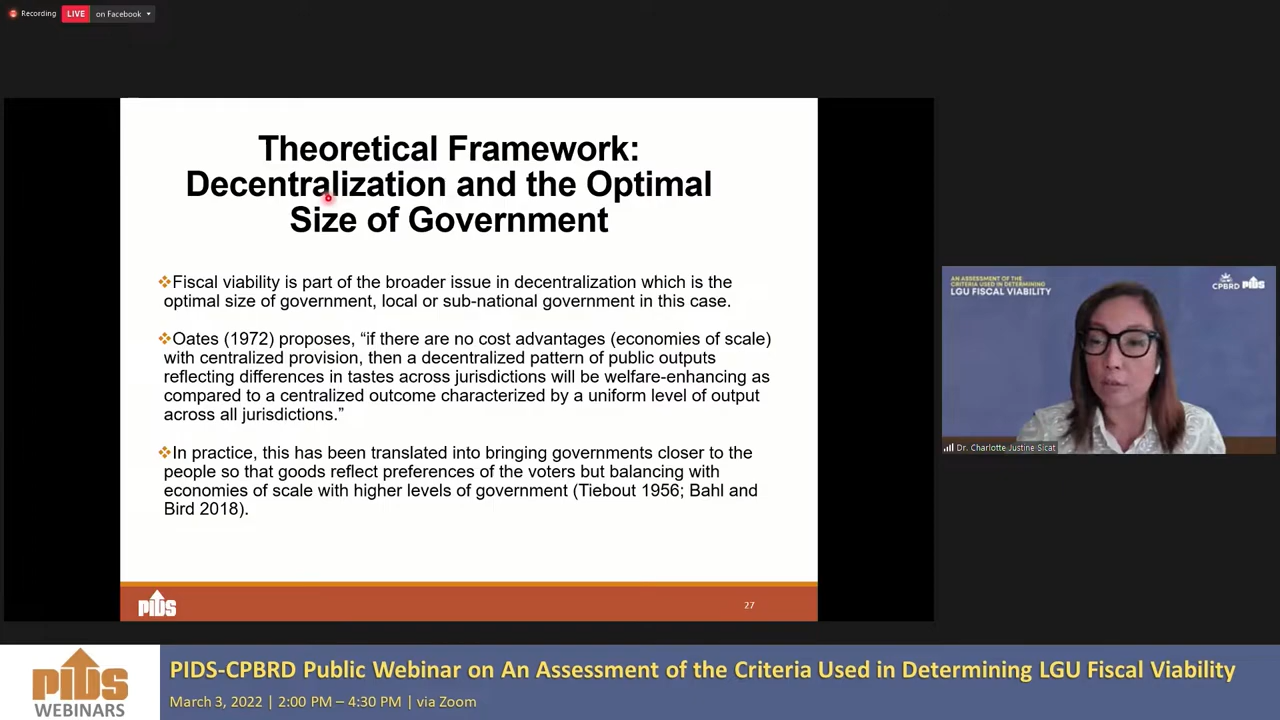 Recording
LIVE
on Facebook
Theoretical Framework:
Decentralization and the Optimal
Size of Government
❖Fiscal viability is part of the broader issue in decentralization which is the
optimal size of government, local or sub-national government in this case.
❖Oates (1972) proposes, “if there are no cost advantages (economies of scale)
with centralized provision, then a decentralized pattern of public outputs
reflecting differences in tastes across jurisdictions will be welfare-enhancing as
compared to a centralized outcome characterized by a uniform level of output
across all jurisdictions.”
❖In practice, this has been translated into bringing governments closer to the
people so that goods reflect preferences of the voters but balancing with
economies of scale with higher levels of government (Tiebout 1956; Bahl and
Bird 2018).
PIDS
27
AN ASSESSMENT OF THE
CRITERIA USED IN DETERMINING
LGU FISCAL VIABILITY
CPBRD PIDS
Dr. Charlotte Justine Sicat
PIDS
WEBINARS
PIDS-CPBRD Public Webinar on An Assessment of the Criteria Used in Determining LGU Fiscal Viability
March 3, 2022 | 2:00 PM – 4:30 PM | via Zoom